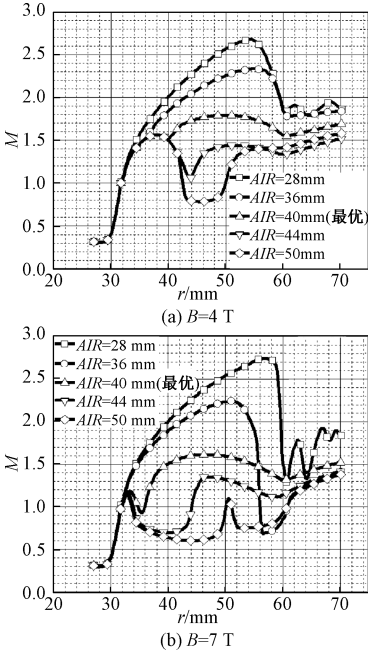 3.0
2.5
2.0
1.5
1.0
0.5
0.0
M
AIR=28mm
AIR=36mm
AIR=40mm(最优)
AIR=44mm
AIR=50mm
20 30 40 50 60 70
r/mm
(a) B=4 T
3.0
2.5
2.0
1.5
1.0
0.5
0.0
M
AIR=28 mm
AIR=36 mm
AIR=40 mm(最优)
AIR=44 mm
AIR=50 mm
20 30 40 50 60 70
r/mm
(b) B=7 T